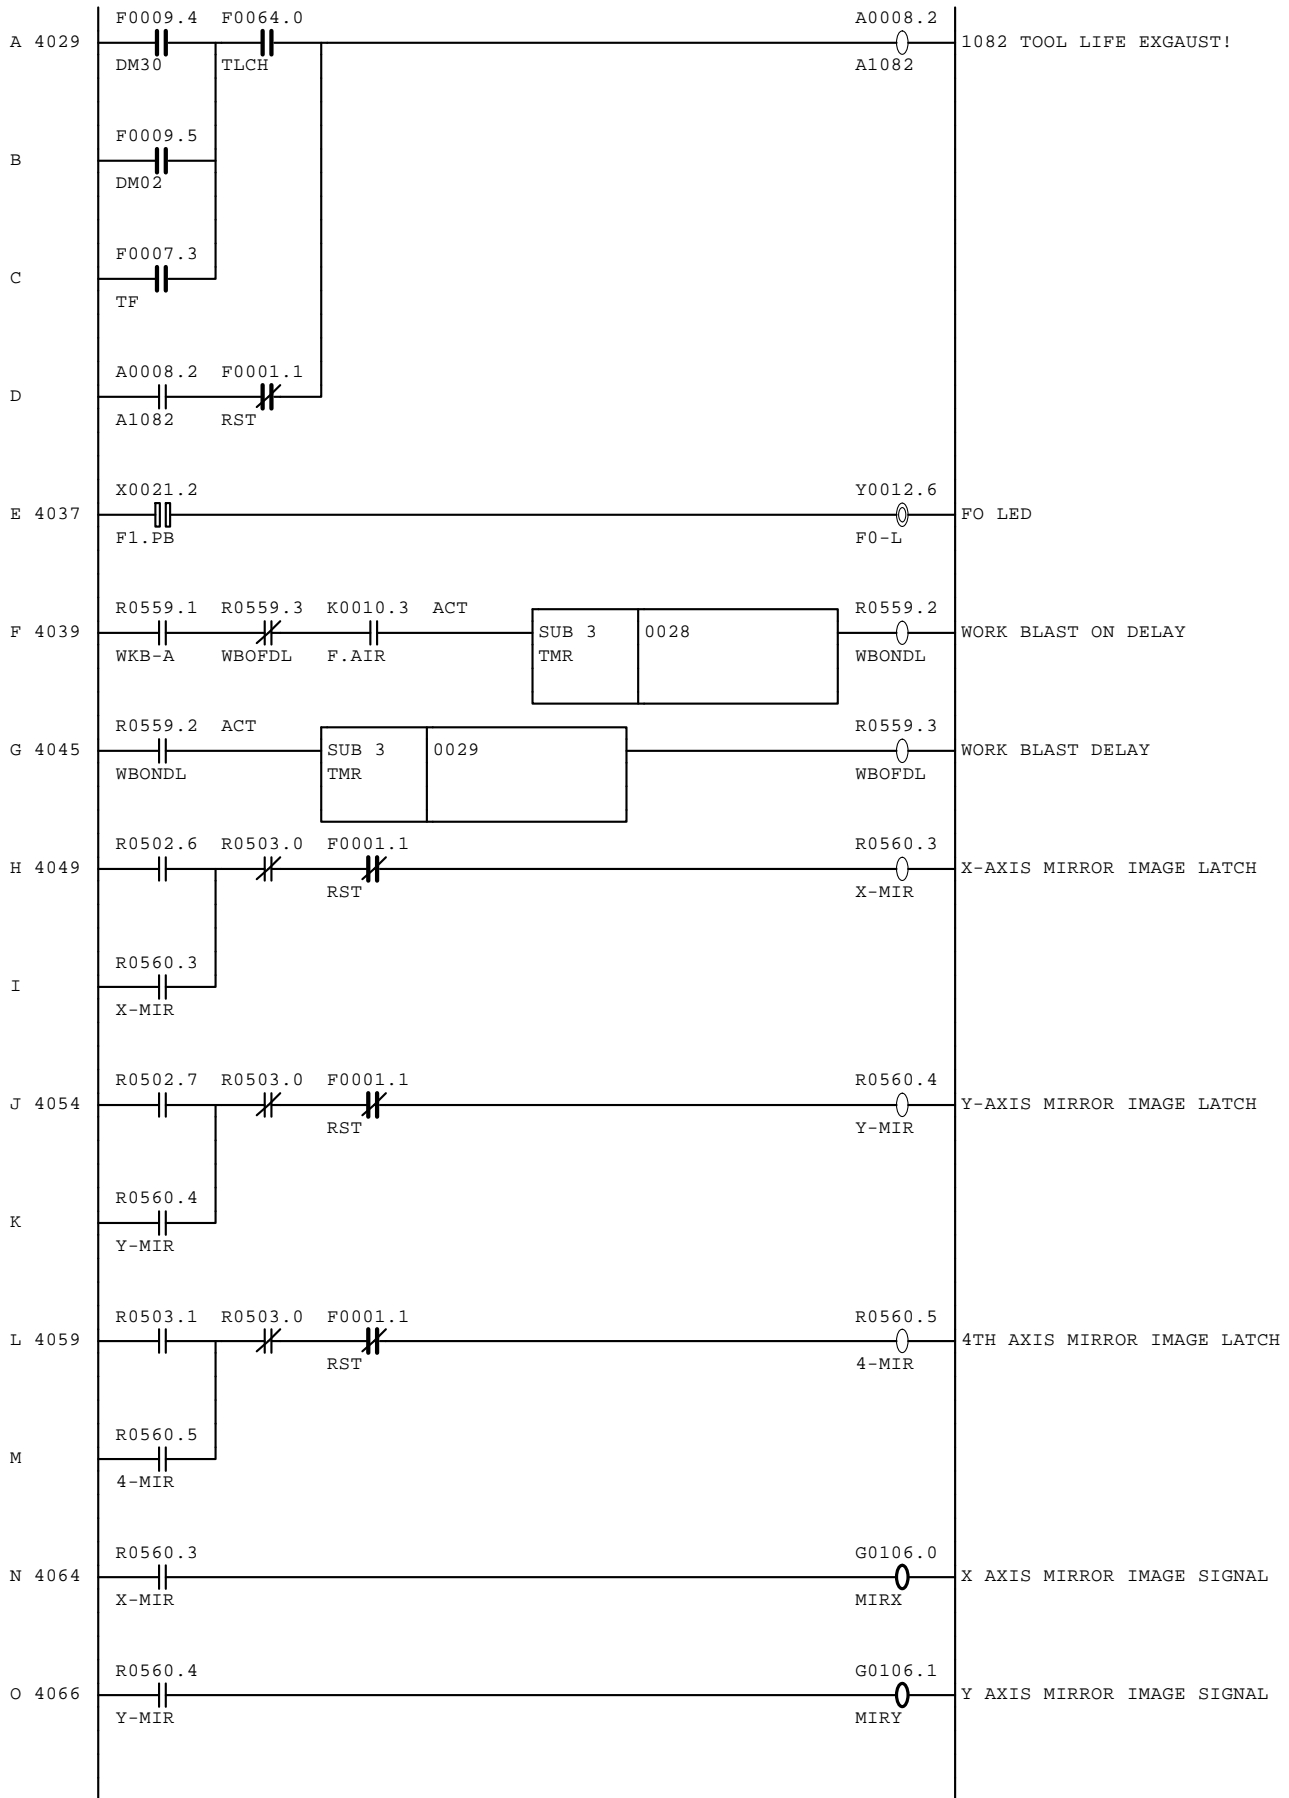 F0009.4 F0064.0 A0008.2
A 4029 1082 TOOL LIFE EXGAUST!
DM30 TLCH A1082
F0009.5
B
DM02
F0007.3
C
TF
A0008.2 F0001.1
D
A1082 RST
X0021.2 Y0012.6
E 4037 FO LED
F1.PB F0-L
R0559.1 R0559.3 K0010.3 ACT R0559.2
F 4039 SUB 3 0028 WORK BLAST ON DELAY
WKB-A WBOFDL F.AIR TMR WBONDL
R0559.2 ACT R0559.3
G 4045 SUB 3 0029 WORK BLAST DELAY
WBONDL TMR WBOFDL
R0502.6 R0503.0 F0001.1 R0560.3
H 4049 X-AXIS MIRROR IMAGE LATCH
RST X-MIR
R0560.3
I
X-MIR
R0502.7 R0503.0 F0001.1 R0560.4
J 4054 Y-AXIS MIRROR IMAGE LATCH
RST Y-MIR
R0560.4
K
Y-MIR
R0503.1 R0503.0 F0001.1 R0560.5
L 4059 4TH AXIS MIRROR IMAGE LATCH
RST 4-MIR
R0560.5
M
4-MIR
R0560.3 G0106.0
N 4064 X AXIS MIRROR IMAGE SIGNAL
X-MIR MIRX
R0560.4 G0106.1
O 4066 Y AXIS MIRROR IMAGE SIGNAL
Y-MIR MIRY